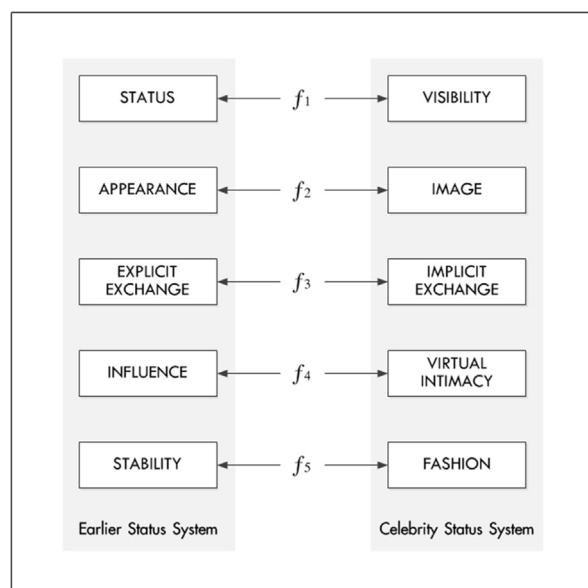 STATUS
f1
VISIBILITY
APPEARANCE
f2
IMAGE
EXPLICIT
EXCHANGE
f3
IMPLICIT
EXCHANGE
INFLUENCE
f4
VIRTUAL
INTIMACY
STABILITY
f5
FASHION
Earlier Status System
Celebrity Status System